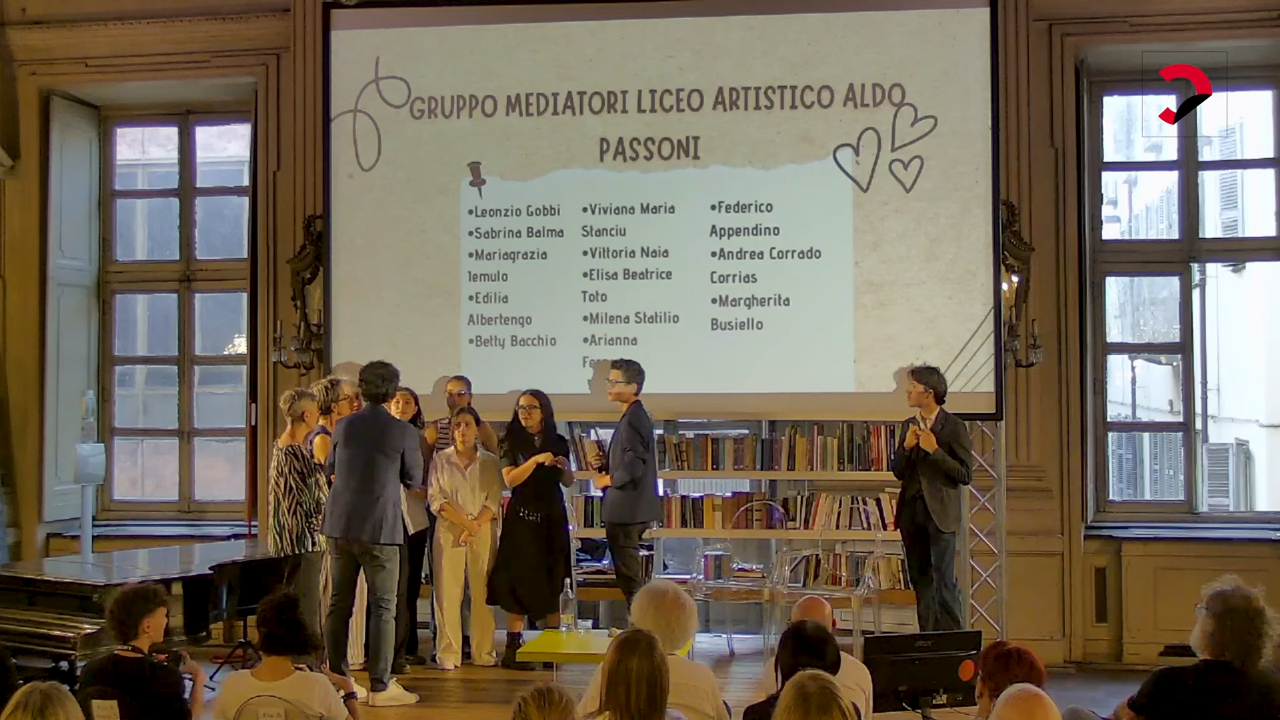 GRUPPO MEDIATORI LICEO ARTISTICO ALDO
PASSONI
•Leonzio Gobbi
•Sabrina Balma
•Mariagrazia
Iemulo
•Edilia
Albertengo
•Betty Bacchio
•Viviana Maria
Stanciu
•Vittoria Naia
•Elisa Beatrice
Toto
•Milena Statilio
•Arianna
•Federico
Appendino
•Andrea Corrado
Corrias
•Margherita
Busiello